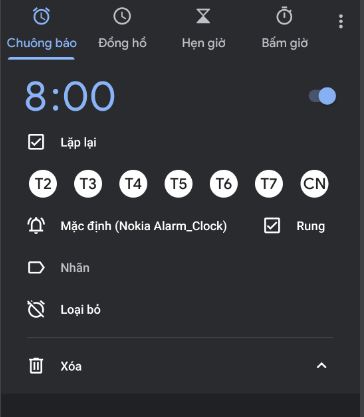 Chuông báo Đồng hồ Hẹn giờ Bấm giờ
8:00
Lặp lại
T2 T3 T4 T5 T6 T7 CN
Mặc định (Nokia Alarm_Clock) Rung
Nhãn
Loại bỏ
Xóa